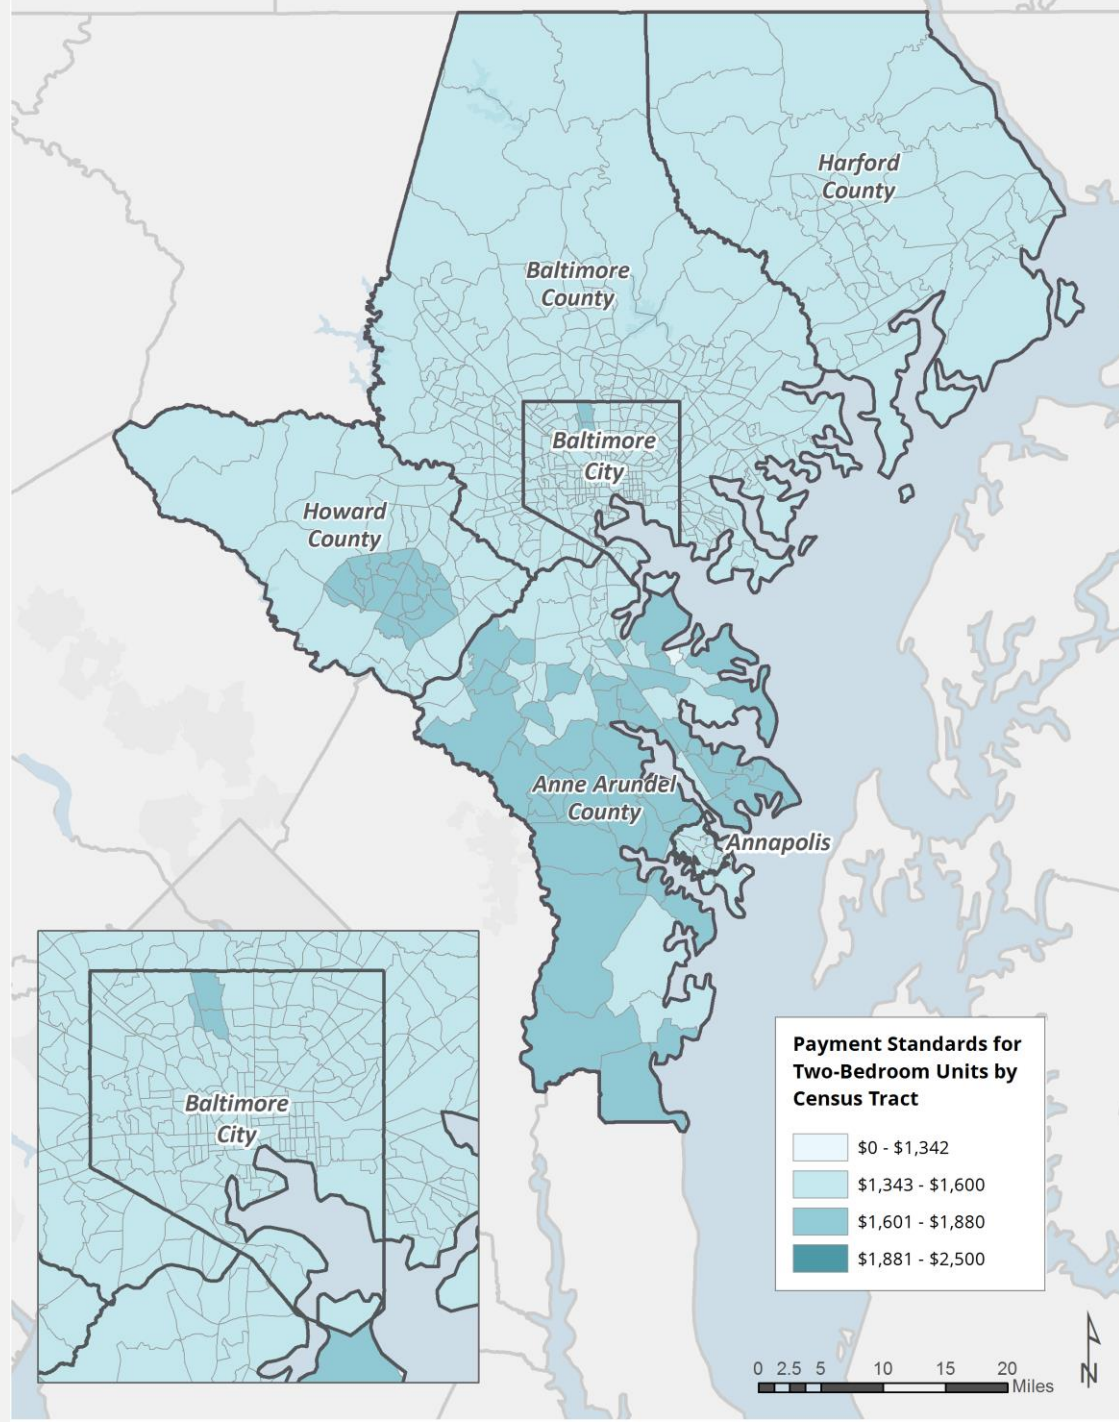 Harford
County
Baltimore
County
Baltimore
City
Howard
County
Anne Arundel
County
Annapolis
Baltimore
City
Payment Standards for
Two-Bedroom Units by
Census Tract
$0 - $1,342
$1,343 - $1,600
$1,601 - $1,880
$1,881 - $2,500
N
0 2.5 5 10 15 20
Miles